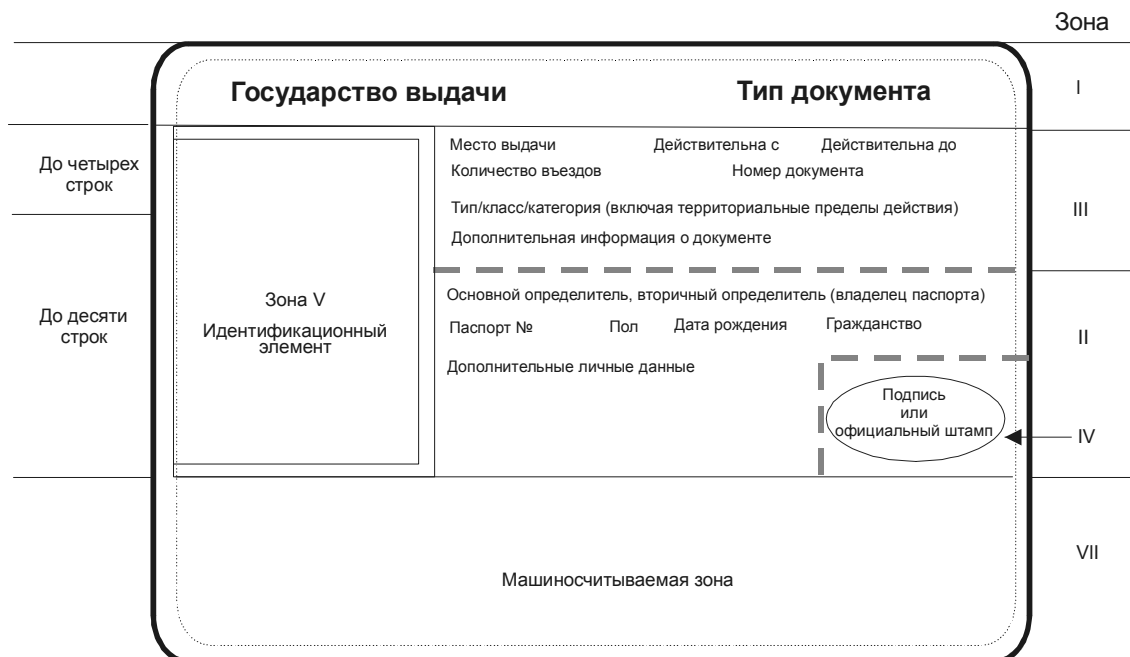 Зона
Государство выдачи
Тип документа
I
До четырех
строк
Место выдачи
Действительна с
Действительна до
Количество въездов
Номер документа
Тип/класс/категория (включая территориальные пределы действия)
III
Дополнительная информация о документе
До десяти
строк
Зона V
Идентификационный
элемент
Основной определитель, вторичный определитель (владелец паспорта)
Паспорт №
Пол
Дата рождения
Гражданство
II
Дополнительные личные данные
Подпись
или
официальный штамп
IV
VII
Машиносчитываемая зона